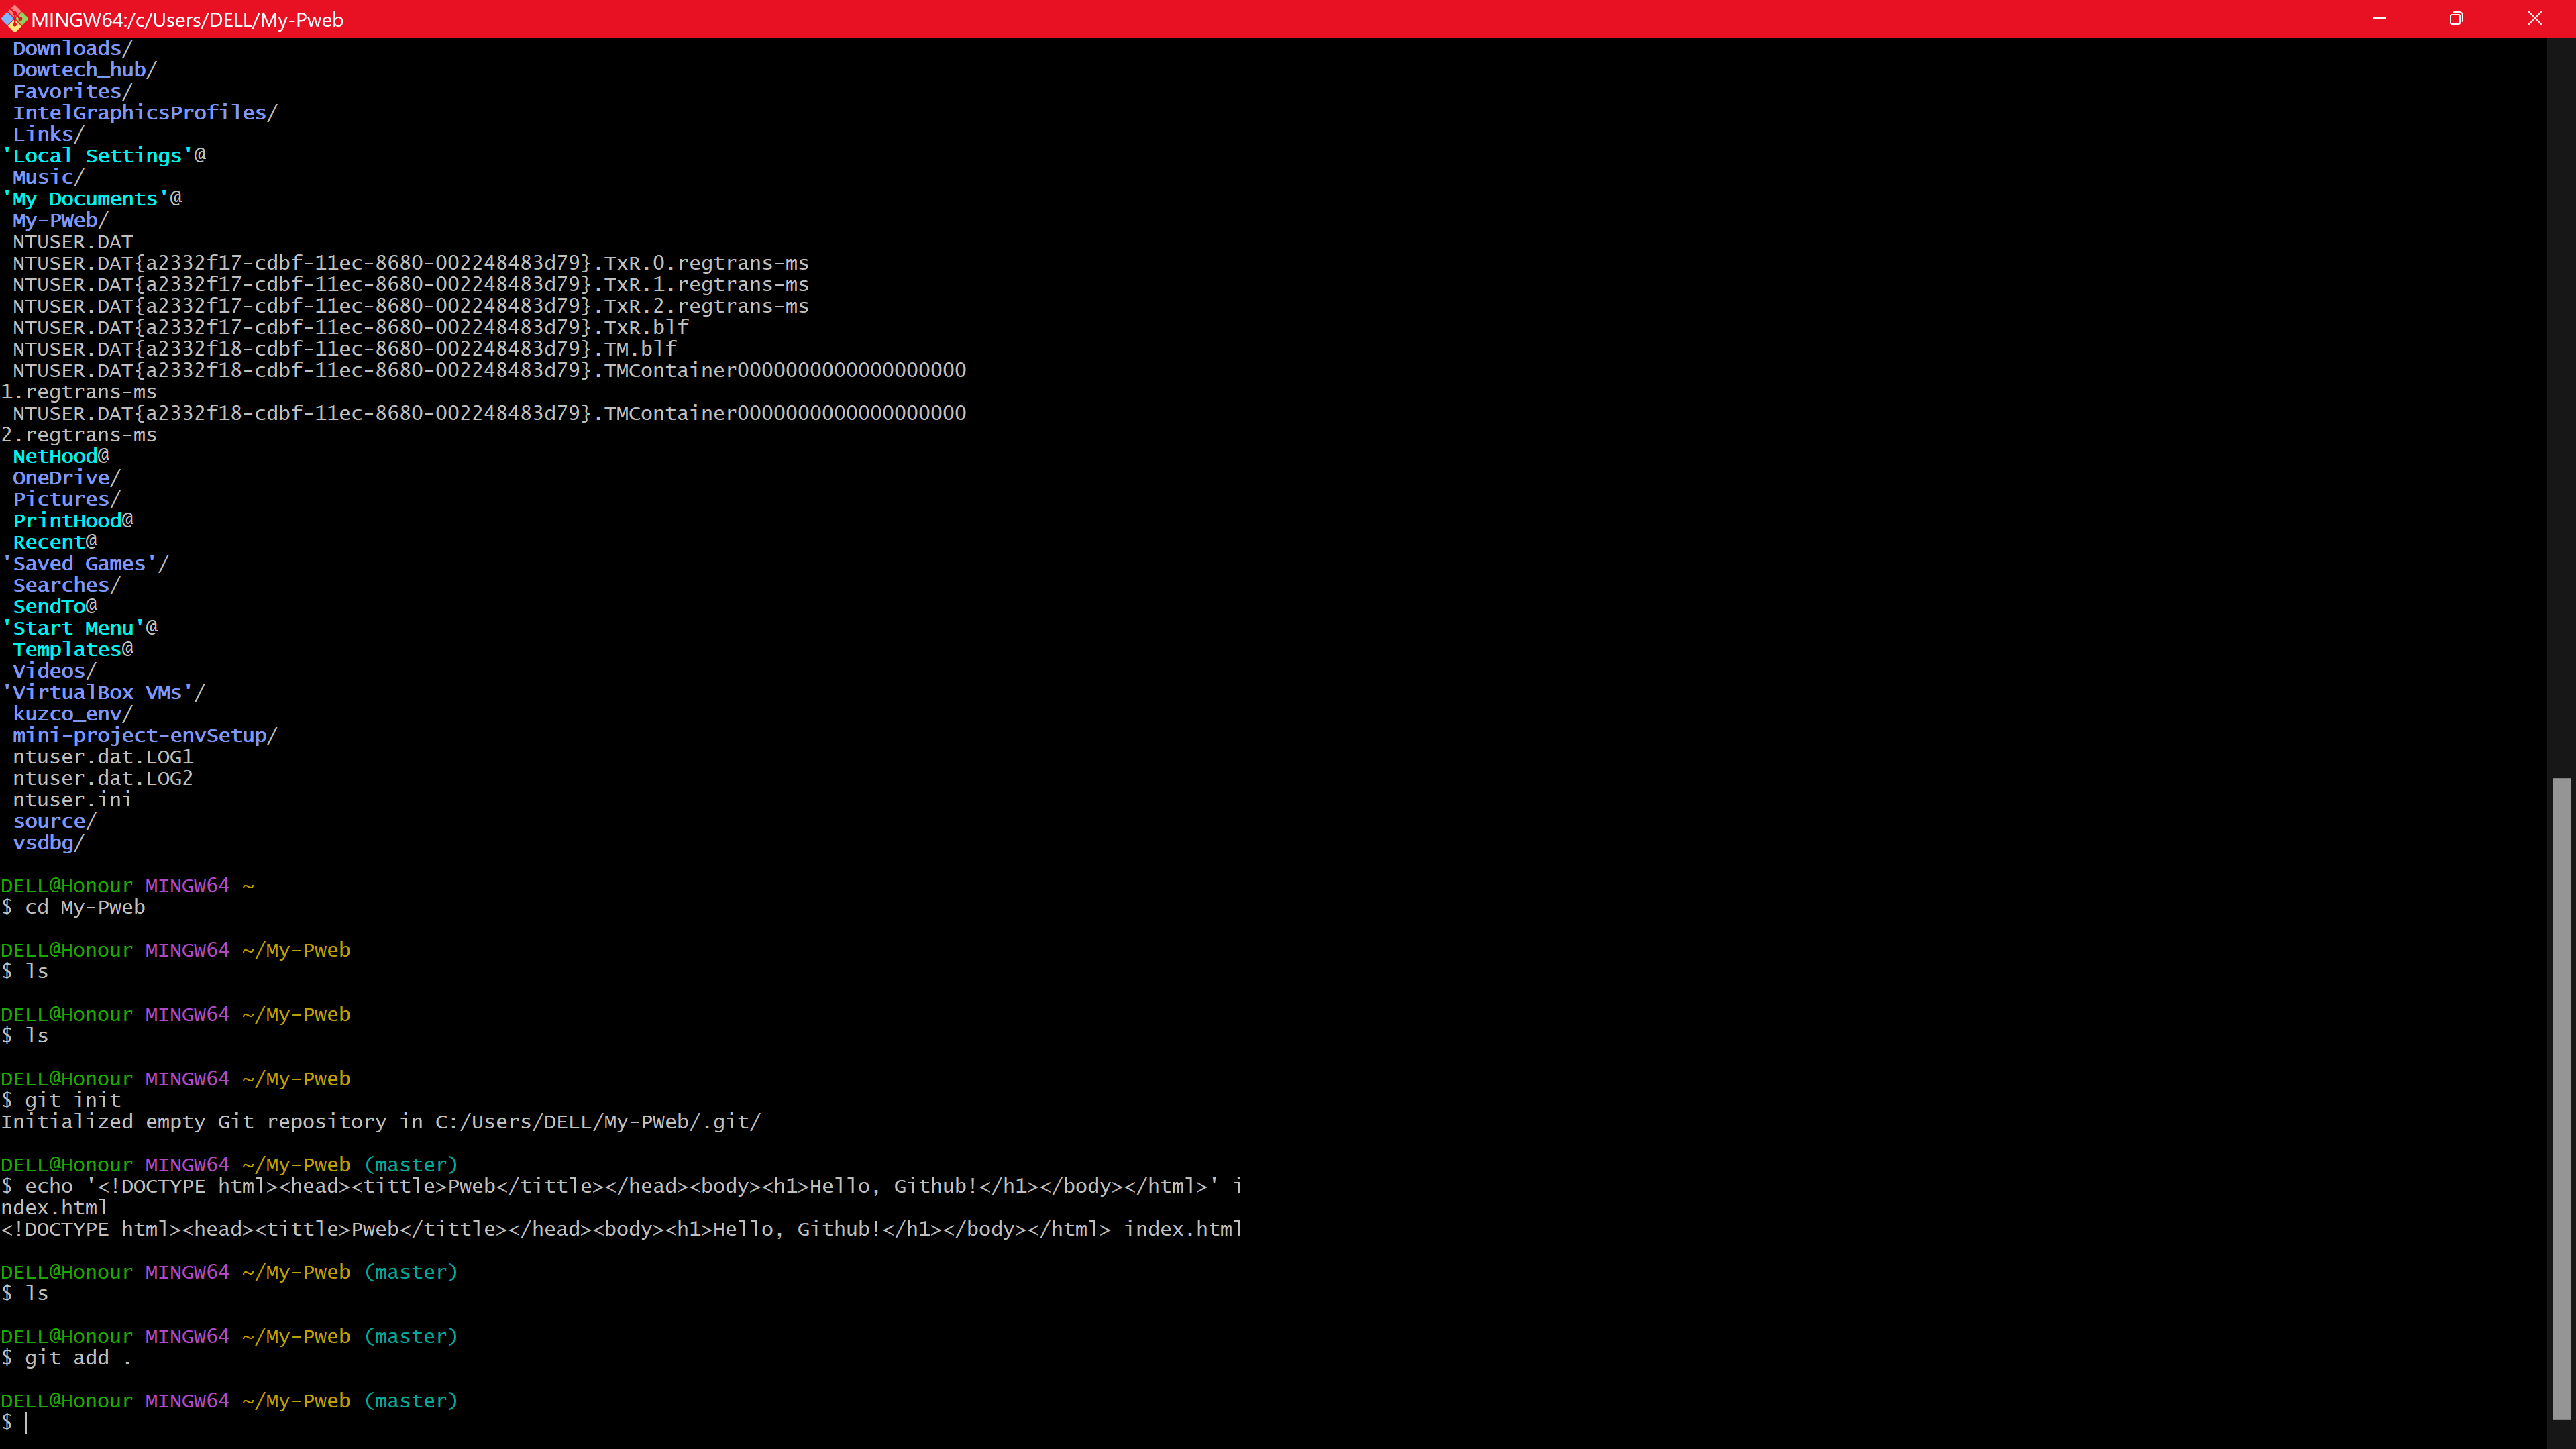 MINGW64:/c/Users/DELL/My-Pweb
Downloads/
Dowtech_hub/
Favorites/
IntelGraphicsProfiles/
Links/
'Local Settings'@
Music/
'My Documents'@
My-PWeb/
NTUSER.DAT
NTUSER.DAT{a2332f17-cdbf-11ec-8680-002248483d79}.TxR.0.regtrans-ms
NTUSER.DAT{a2332f17-cdbf-11ec-8680-002248483d79}.TxR.1.regtrans-ms
NTUSER.DAT{a2332f17-cdbf-11ec-8680-002248483d79}.TxR.2.regtrans-ms
NTUSER.DAT{a2332f17-cdbf-11ec-8680-002248483d79}.TxR.blf
NTUSER.DAT{a2332f18-cdbf-11ec-8680-002248483d79}.TM.blf
NTUSER.DAT{a2332f18-cdbf-11ec-8680-002248483d79}.TMContainer0000000000000000000
1.regtrans-ms
NTUSER.DAT{a2332f18-cdbf-11ec-8680-002248483d79}.TMContainer0000000000000000000
2.regtrans-ms
NetHood@
OneDrive/
Pictures/
PrintHood@
Recent@
'Saved Games'/
Searches/
SendTo@
'Start Menu'@
Templates@
Videos/
'VirtualBox VMs'/
kuzco_env/
mini-project-envSetup/
ntuser.dat.LOG1
ntuser.dat.LOG2
ntuser.ini
source/
vsdbg/
DELL@Honour MINGW64 ~
$ cd My-Pweb
DELL@Honour MINGW64 ~/My-Pweb
$ ls
DELL@Honour MINGW64 ~/My-Pweb
$ ls
DELL@Honour MINGW64 ~/My-Pweb
$ git init
Initialized empty Git repository in C:/Users/DELL/My-PWeb/.git/
DELL@Honour MINGW64 ~/My-Pweb (master)
$ echo '<!DOCTYPE html><head><tittle>Pweb</tittle></head><body><h1>Hello, Github!</h1></body></html>' i
ndex.html
<!DOCTYPE html><head><tittle>Pweb</tittle></head><body><h1>Hello, Github!</h1></body></html> index.html
DELL@Honour MINGW64 ~/My-Pweb (master)
$ ls
DELL@Honour MINGW64 ~/My-Pweb (master)
$ git add .
DELL@Honour MINGW64 ~/My-Pweb (master)
$